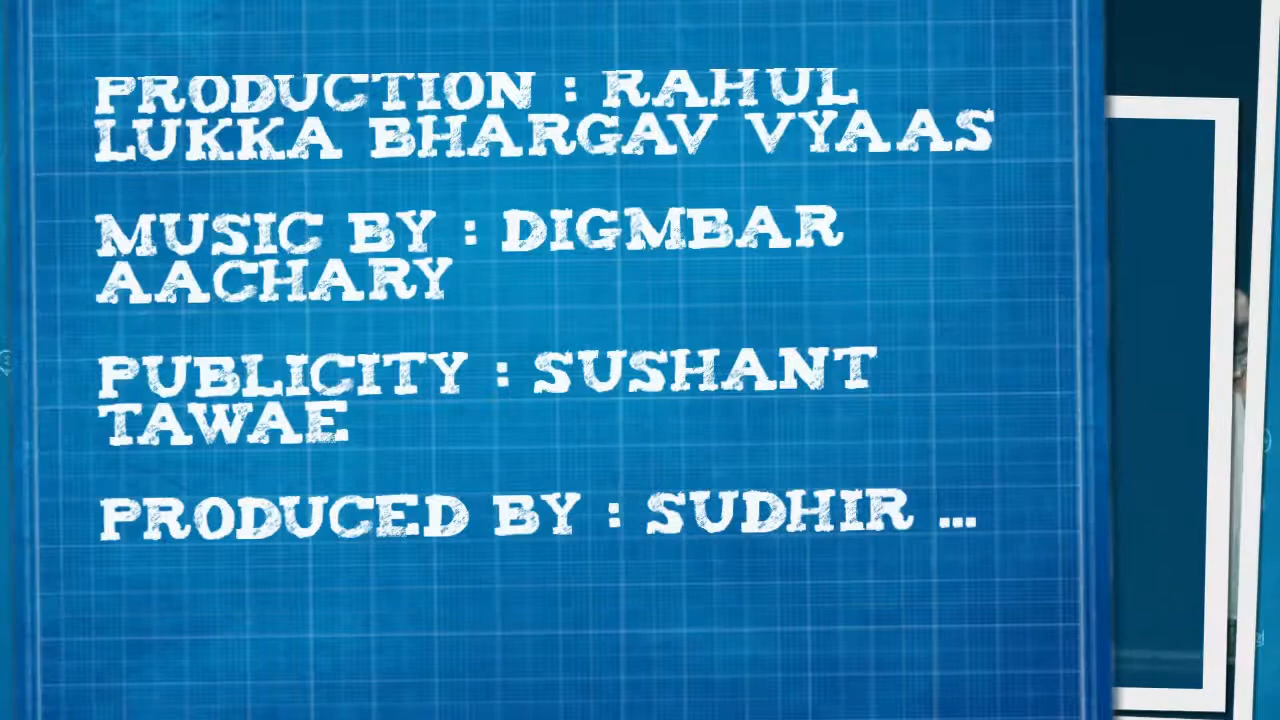 PRODUCTION : RAHUL
LUKKA BHARGAV VYAAS
MUSIC BY : DIGMBAR
AACHARY
PUBLICITY : SUSHANT
TAWAE
PRODUCED BY : SUDHIR ...